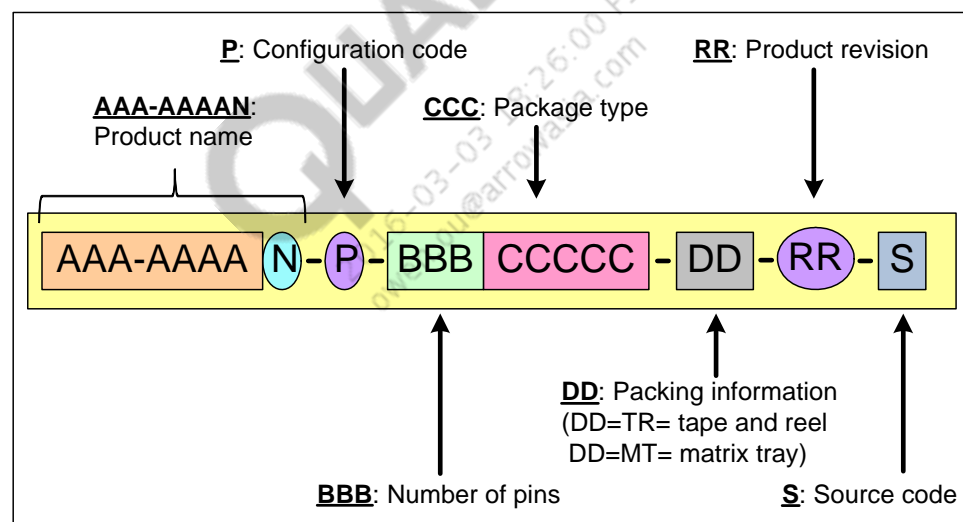 P: Configuration code
RR: Product revision
AAA-AAAAN:
Product name
CCC: Package type
AAA-AAAA N – P – BBB CCCCC – DD – RR – S
DD: Packing information
(DD=TR= tape and reel
DD=MT= matrix tray)
BBB: Number of pins
S: Source code